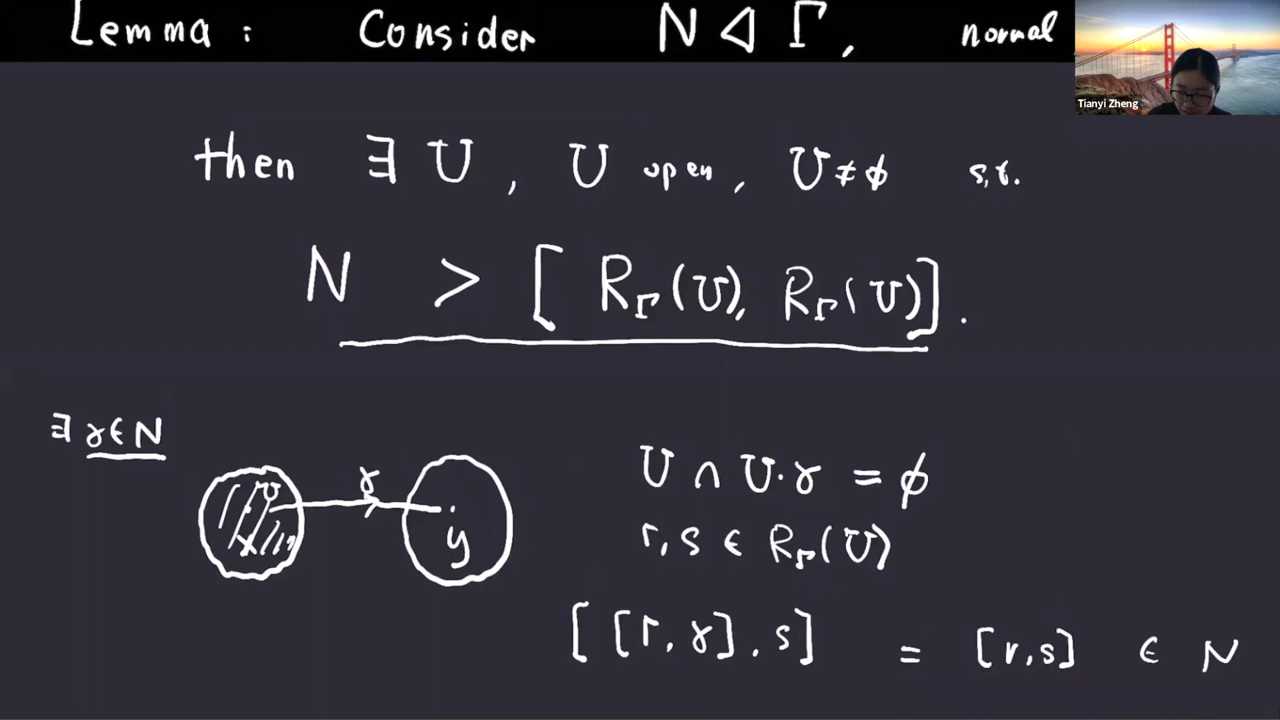 Lemma : Consider N ◁ Γ, normal
Tianyi Zheng
then ∃ U, U open, U ≠ ϕ s.t.
N > [ R_Γ(U), R_Γ(U) ].
∃ γ ∈ N
U γ
x y
U ∩ U·γ = ϕ
r, s ∈ R_Γ(U)
[ [r, γ], s ] = [r, s] ∈ N